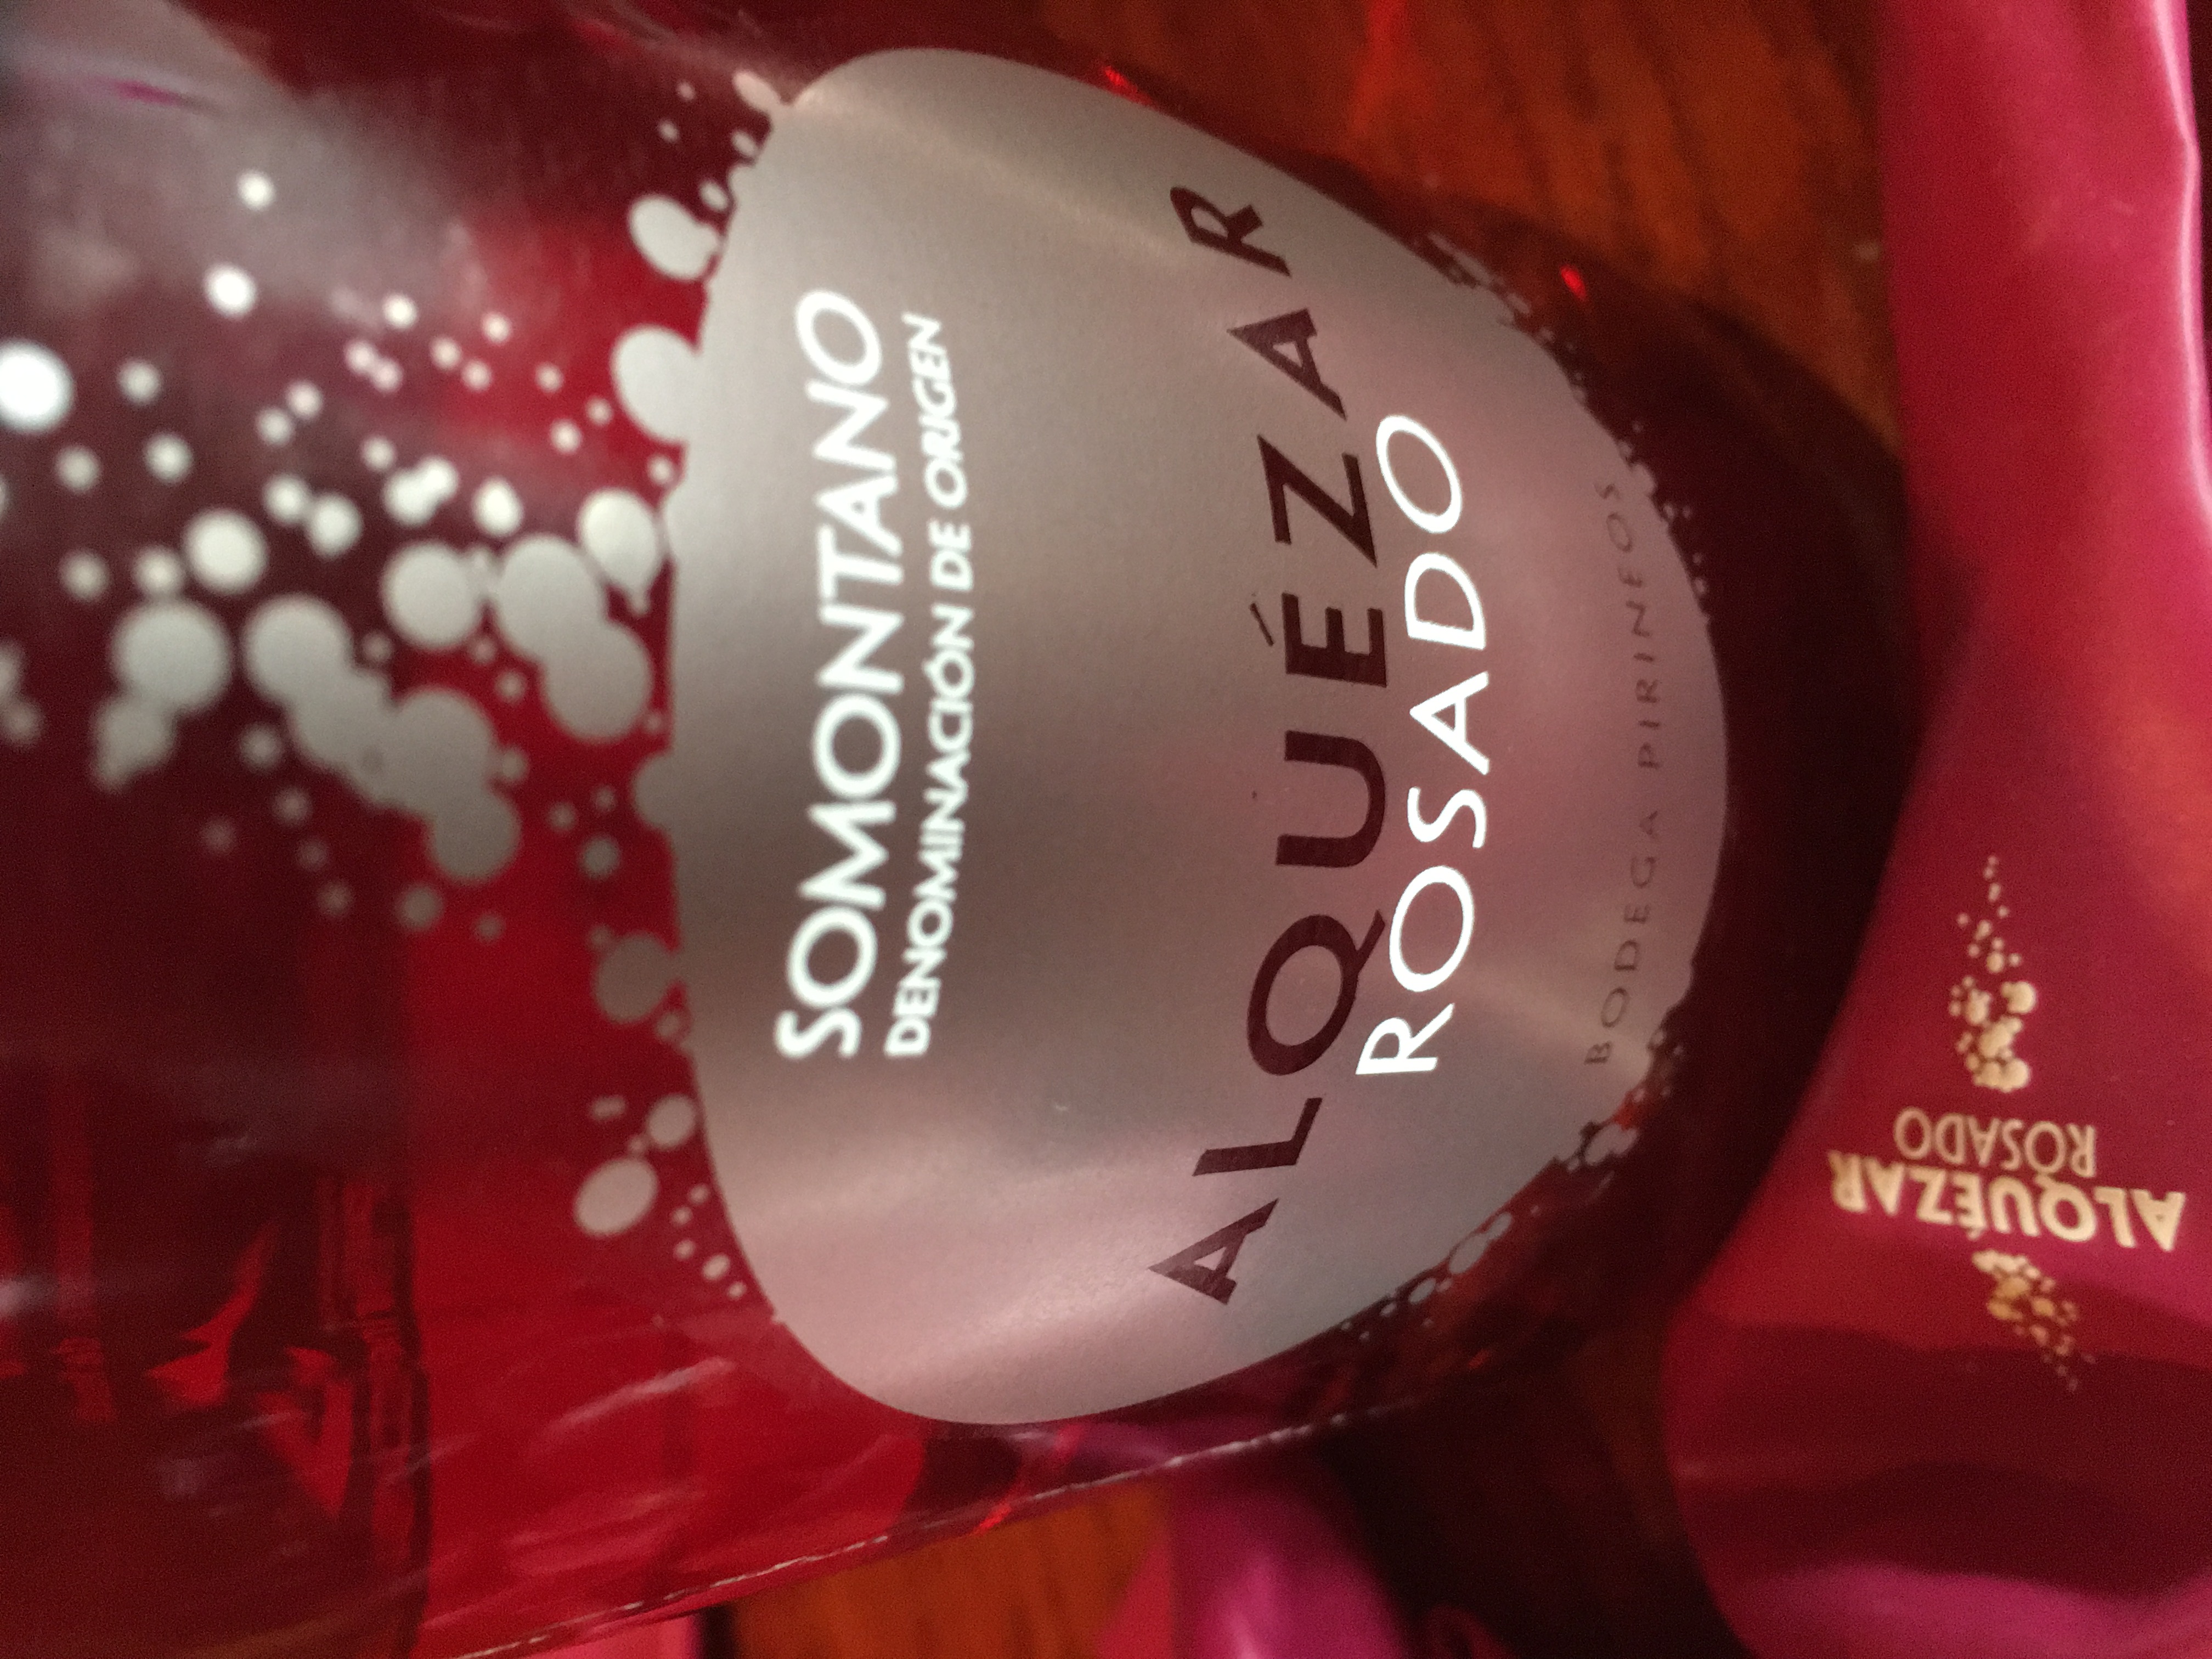 SOMONTANO
DENOMINACIÓN DE ORIGEN
ALQUÉZAR
ROSADO
BODEGA PIRINEOS
ALQUÉZAR
ROSADO